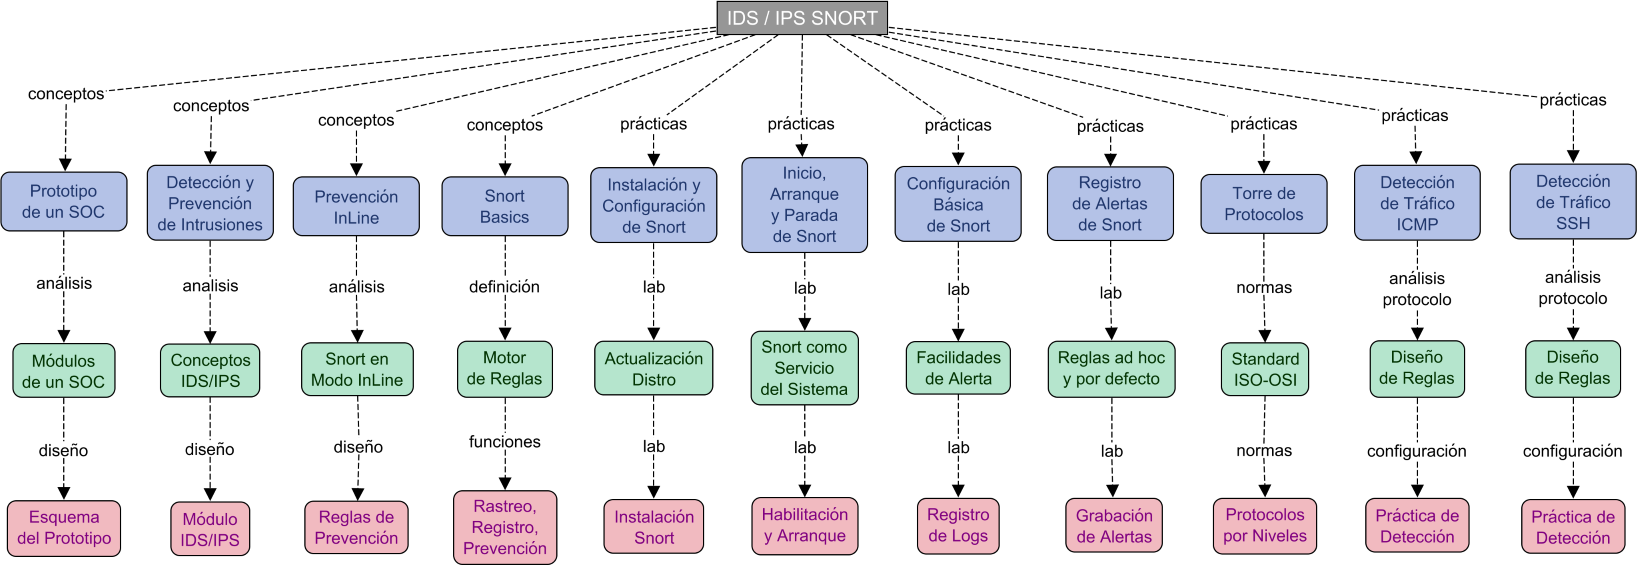 IDS / IPS SNORT
conceptos
conceptos
conceptos
conceptos
prácticas
prácticas
prácticas
prácticas
prácticas
prácticas
prácticas
Prototipo
de un SOC
Detección y
Prevención
de Intrusiones
Prevención
InLine
Snort
Basics
Instalación y
Configuración
de Snort
Inicio,
Arranque
y Parada
de Snort
Configuración
Básica
de Snort
Registro
de Alertas
de Snort
Torre de
Protocolos
Detección
de Tráfico
ICMP
Detección
de Tráfico
SSH
análisis
analisis
análisis
definición
lab
lab
lab
lab
normas
análisis
protocolo
análisis
protocolo
Módulos
de un SOC
Conceptos
IDS/IPS
Snort en
Modo InLine
Motor
de Reglas
Actualización
Distro
Snort como
Servicio
del Sistema
Facilidades
de Alerta
Reglas ad hoc
y por defecto
Standard
ISO-OSI
Diseño
de Reglas
Diseño
de Reglas
diseño
diseño
diseño
funciones
lab
lab
lab
lab
normas
configuración
configuración
Esquema
del Prototipo
Módulo
IDS/IPS
Reglas de
Prevención
Rastreo,
Registro,
Prevención
Instalación
Snort
Habilitación
y Arranque
Registro
de Logs
Grabación
de Alertas
Protocolos
por Niveles
Práctica de
Detección
Práctica de
Detección